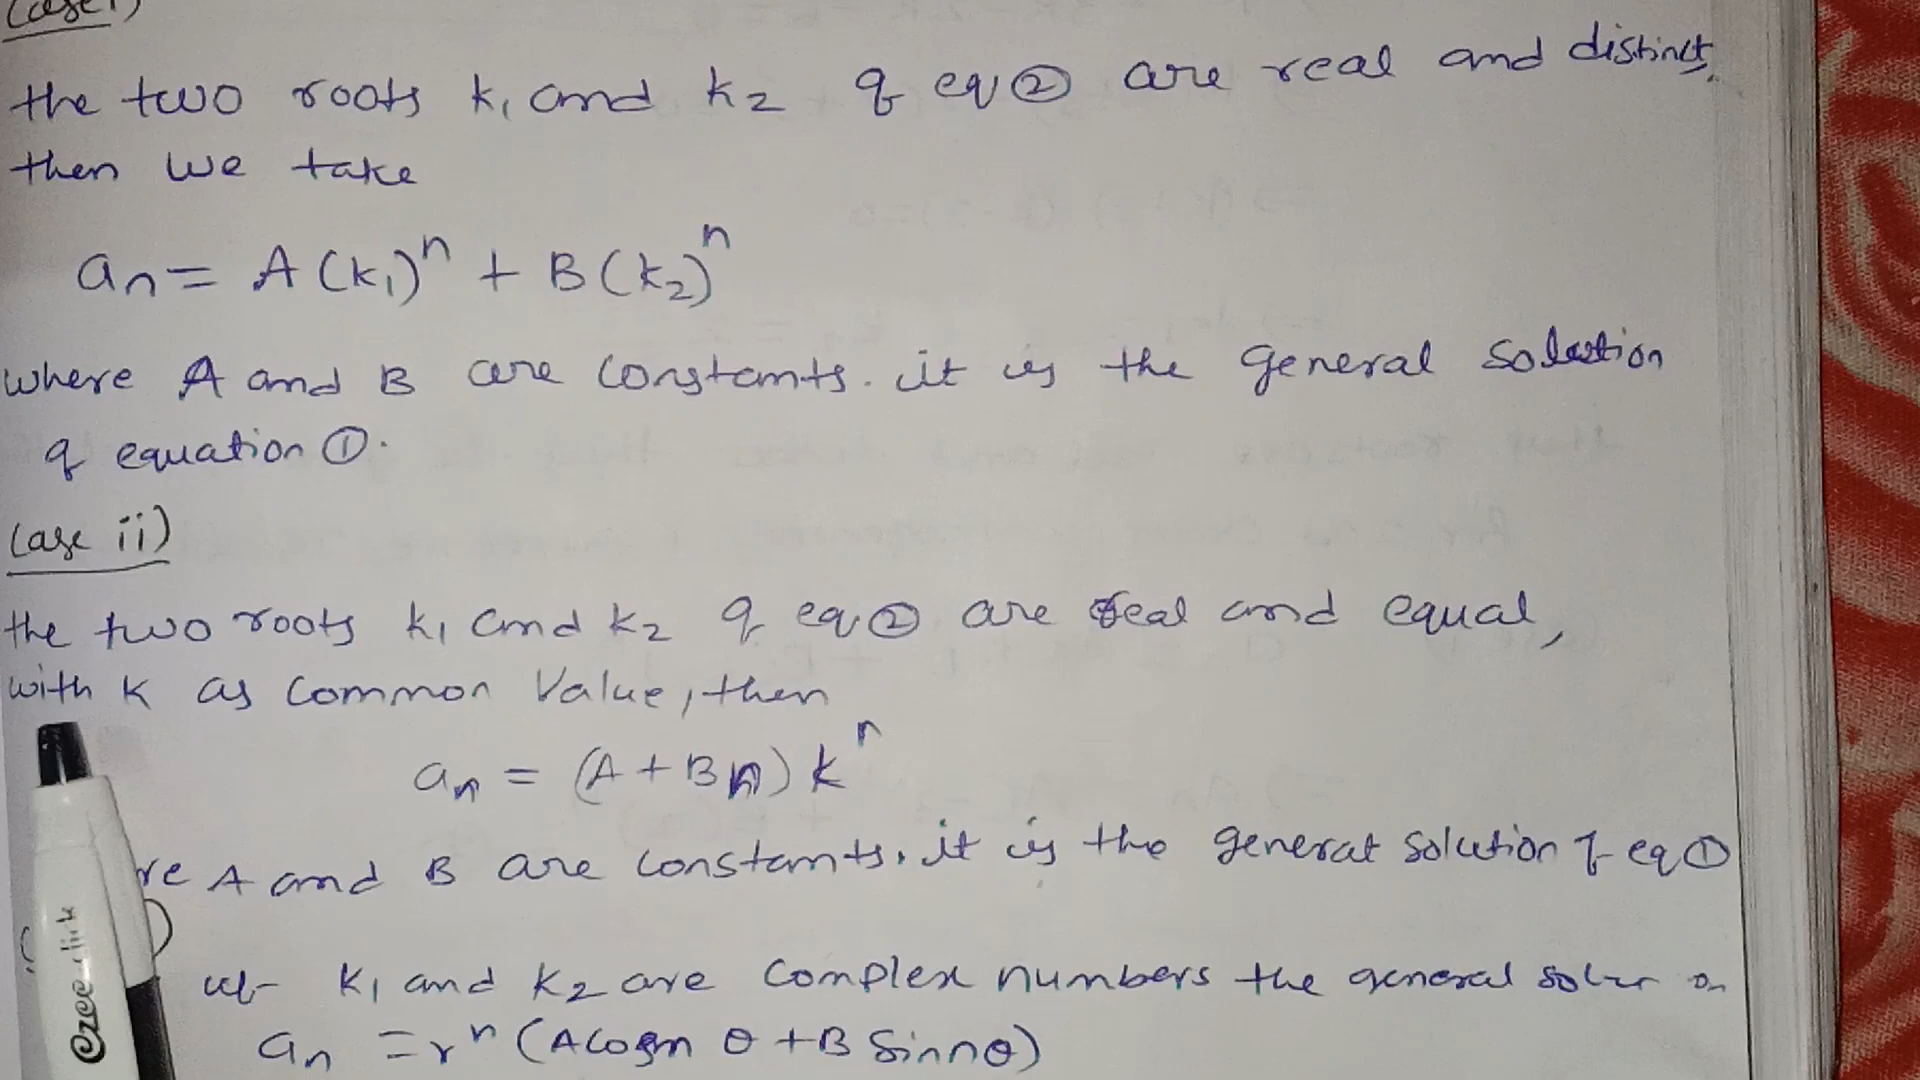 Case i)
the two roots k₁ and k₂ of eq ② are real and distinct,
then we take
aₙ = A(k₁)ⁿ + B(k₂)ⁿ
where A and B are constants. it is the general solution
of equation ①.
Case ii)
the two roots k₁ and k₂ of eq ② are real and equal,
with k as common value, then
aₙ = (A + Bn) kⁿ
re A and B are constants. it is the general solution of eq ①
if k₁ and k₂ are complex numbers the general
aₙ = rⁿ (A cosn θ + B sin nθ)
Czee click